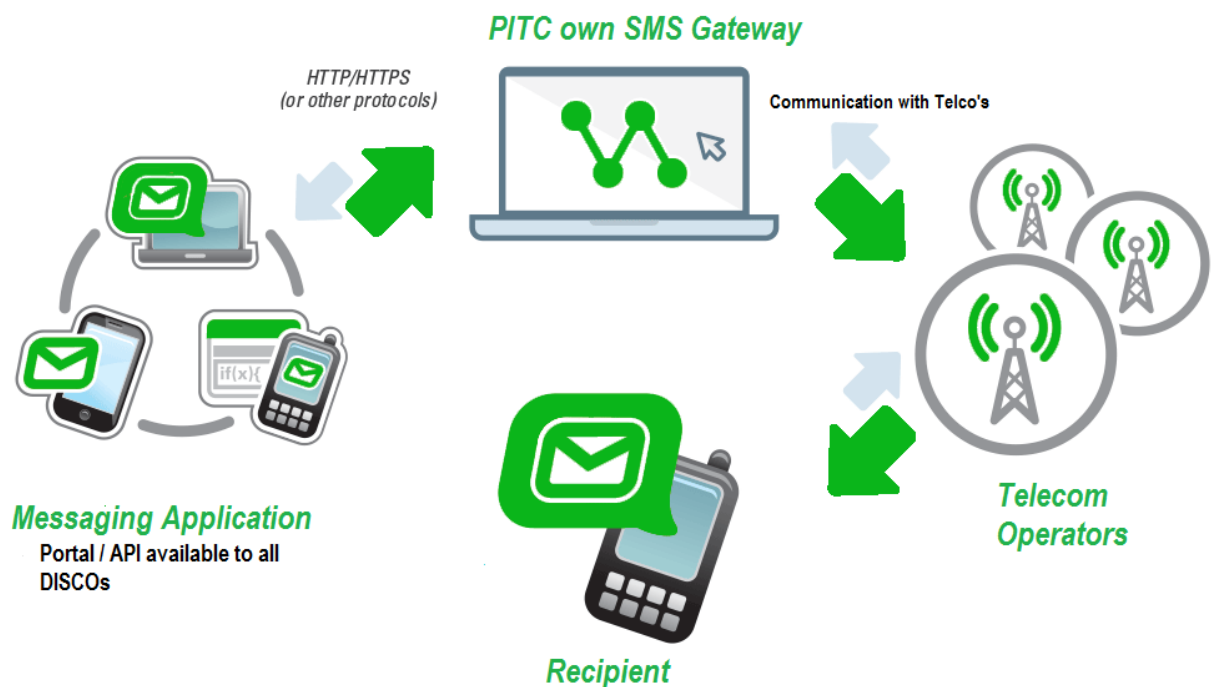 PITC own SMS Gateway
HTTP/HTTPS
(or other protocols)
Communication with Telco's
if(x){
Messaging Application
Portal / API available to all
DISCOs
Telecom
Operators
Recipient